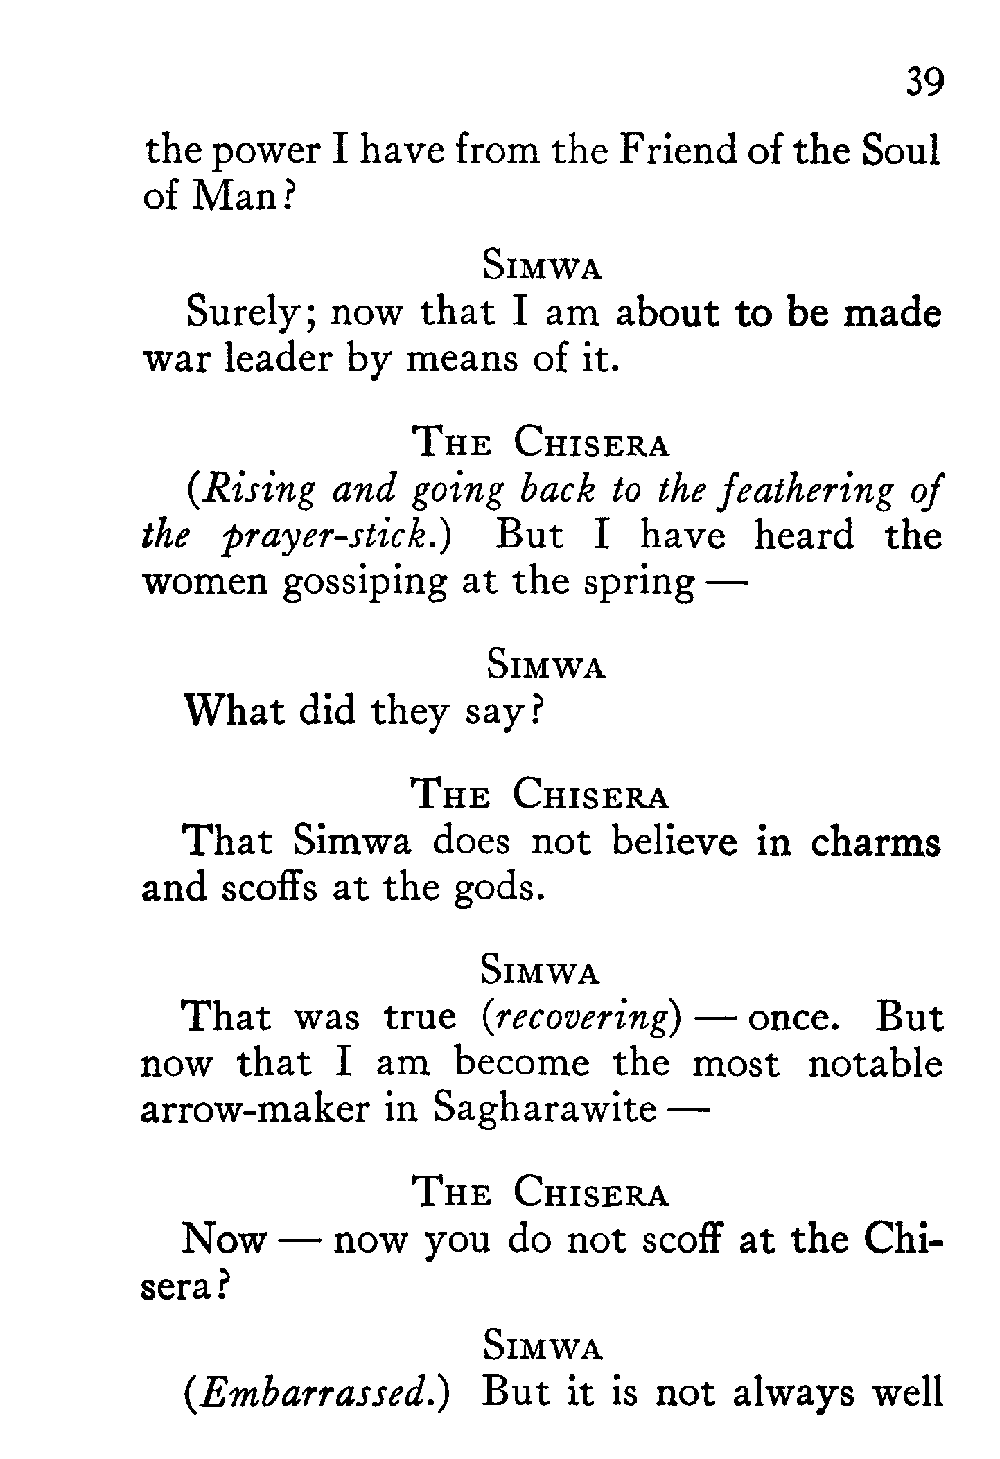 39
the power I have from the Friend of the Soul
of Man?
SIMWA
Surely; now that I am about to be made
war leader by means of it.
THE CHISERA
(Rising and going back to the feathering of
the prayer-stick.) But I have heard the
women gossiping at the spring —
SIMWA
What did they say?
THE CHISERA
That Simwa does not believe in charms
and scoffs at the gods.
SIMWA
That was true (recovering) — once. But
now that I am become the most notable
arrow-maker in Sagharawite —
THE CHISERA
Now — now you do not scoff at the Chi-
sera?
SIMWA
(Embarrassed.) But it is not always well